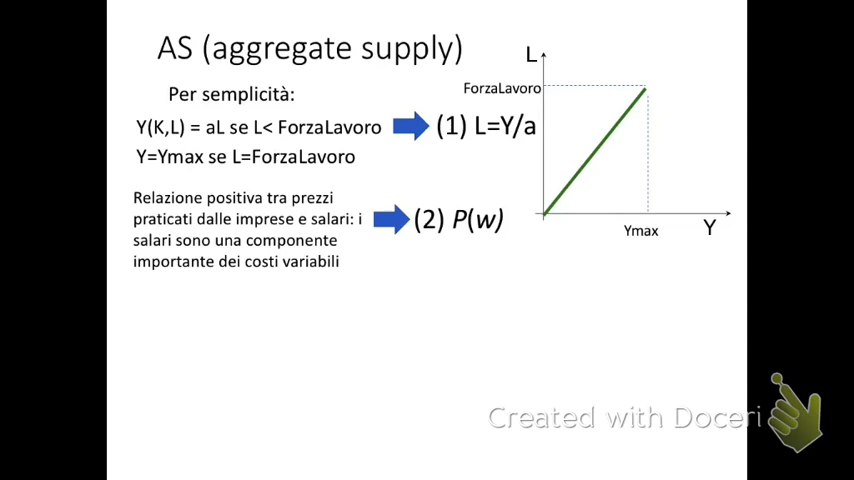 AS (aggregate supply)
Per semplicità:
Y(K,L) = aL se L< ForzaLavoro
(1) L=Y/a
Y=Ymax se L=ForzaLavoro
Relazione positiva tra prezzi
praticati dalle imprese e salari: i
salari sono una componente
importante dei costi variabili
(2) P(w)
L
ForzaLavoro
Ymax
Y
Created with Doceri